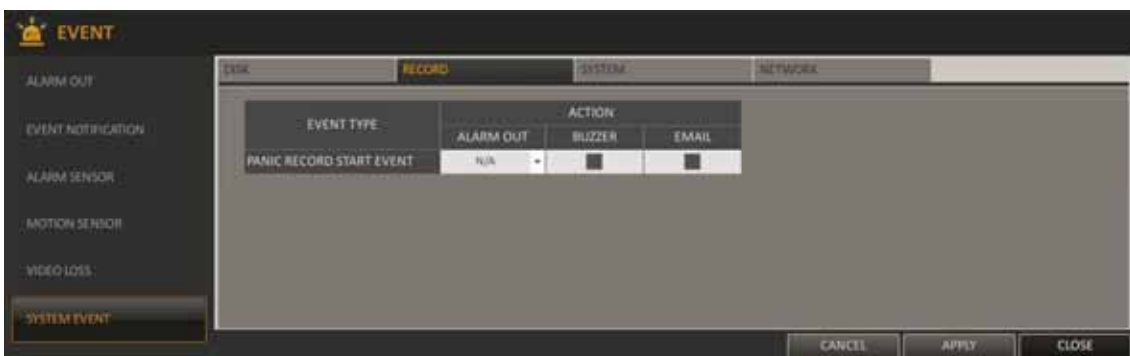 EVENT
DISK RECORD SYSTEM NETWORK
ALARM OUT
EVENT NOTIFICATION
ALARM SENSOR
MOTION SENSOR
VIDEO LOSS
SYSTEM EVENT
EVENT TYPE ACTION
ALARM OUT BUZZER EMAIL
PANIC RECORD START EVENT N/A
CANCEL APPLY CLOSE